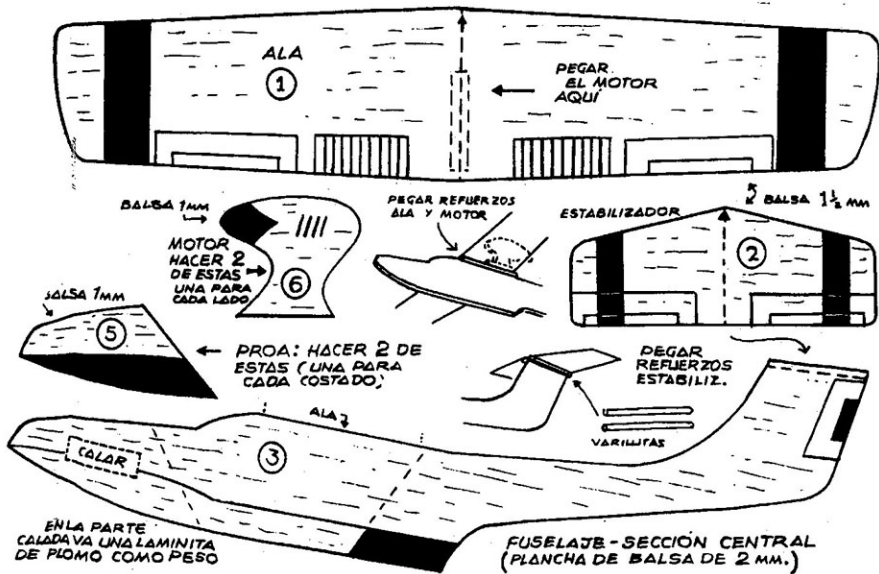 ALA
1
PEGAR
EL MOTOR
AQUÍ
BALSA 1MM
MOTOR
HACER 2
DE ESTAS
UNA PARA
CADA LADO
6
PEGAR REFUERZOS
ALA Y MOTOR
ESTABILIZADOR
BALSA 1½ MM
2
BALSA 1MM
5
PROA: HACER 2 DE
ESTAS (UNA PARA
CADA COSTADO)
PEGAR
REFUERZOS
ESTABILIZ.
VARILLITAS
ALA
3
CALAR
EN LA PARTE
CALADA VA UNA LAMINITA
DE PLOMO COMO PESO
FUSELAJE-SECCIÓN CENTRAL
(PLANCHA DE BALSA DE 2 MM.)